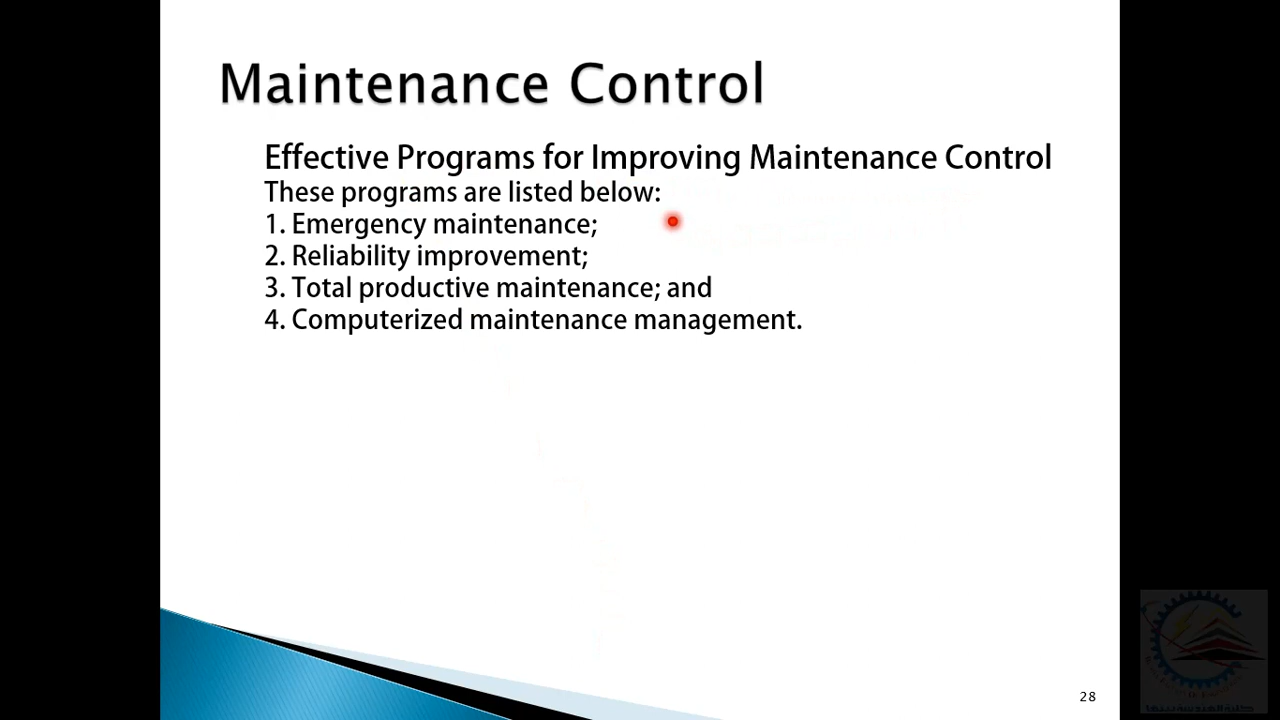 Maintenance Control
Effective Programs for Improving Maintenance Control
These programs are listed below:
1. Emergency maintenance;
2. Reliability improvement;
3. Total productive maintenance; and
4. Computerized maintenance management.
28